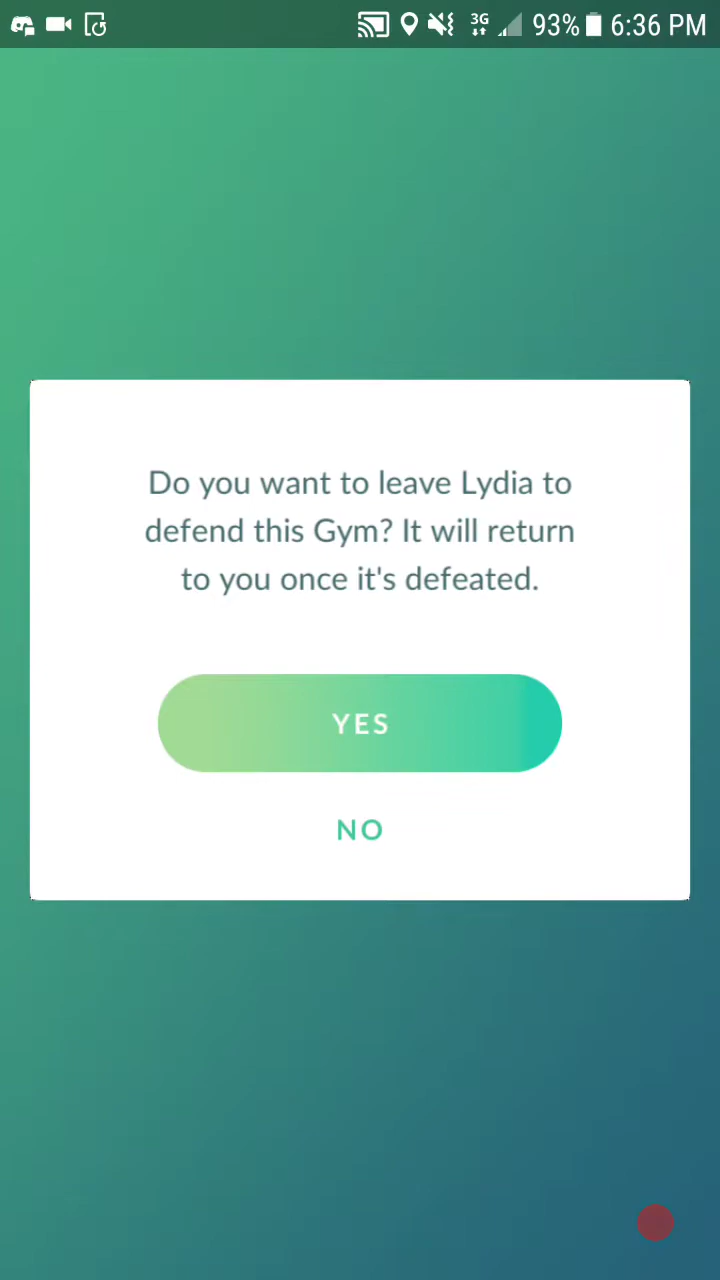 3G 93% 6:36 PM
Do you want to leave Lydia to
defend this Gym? It will return
to you once it's defeated.
YES
NO